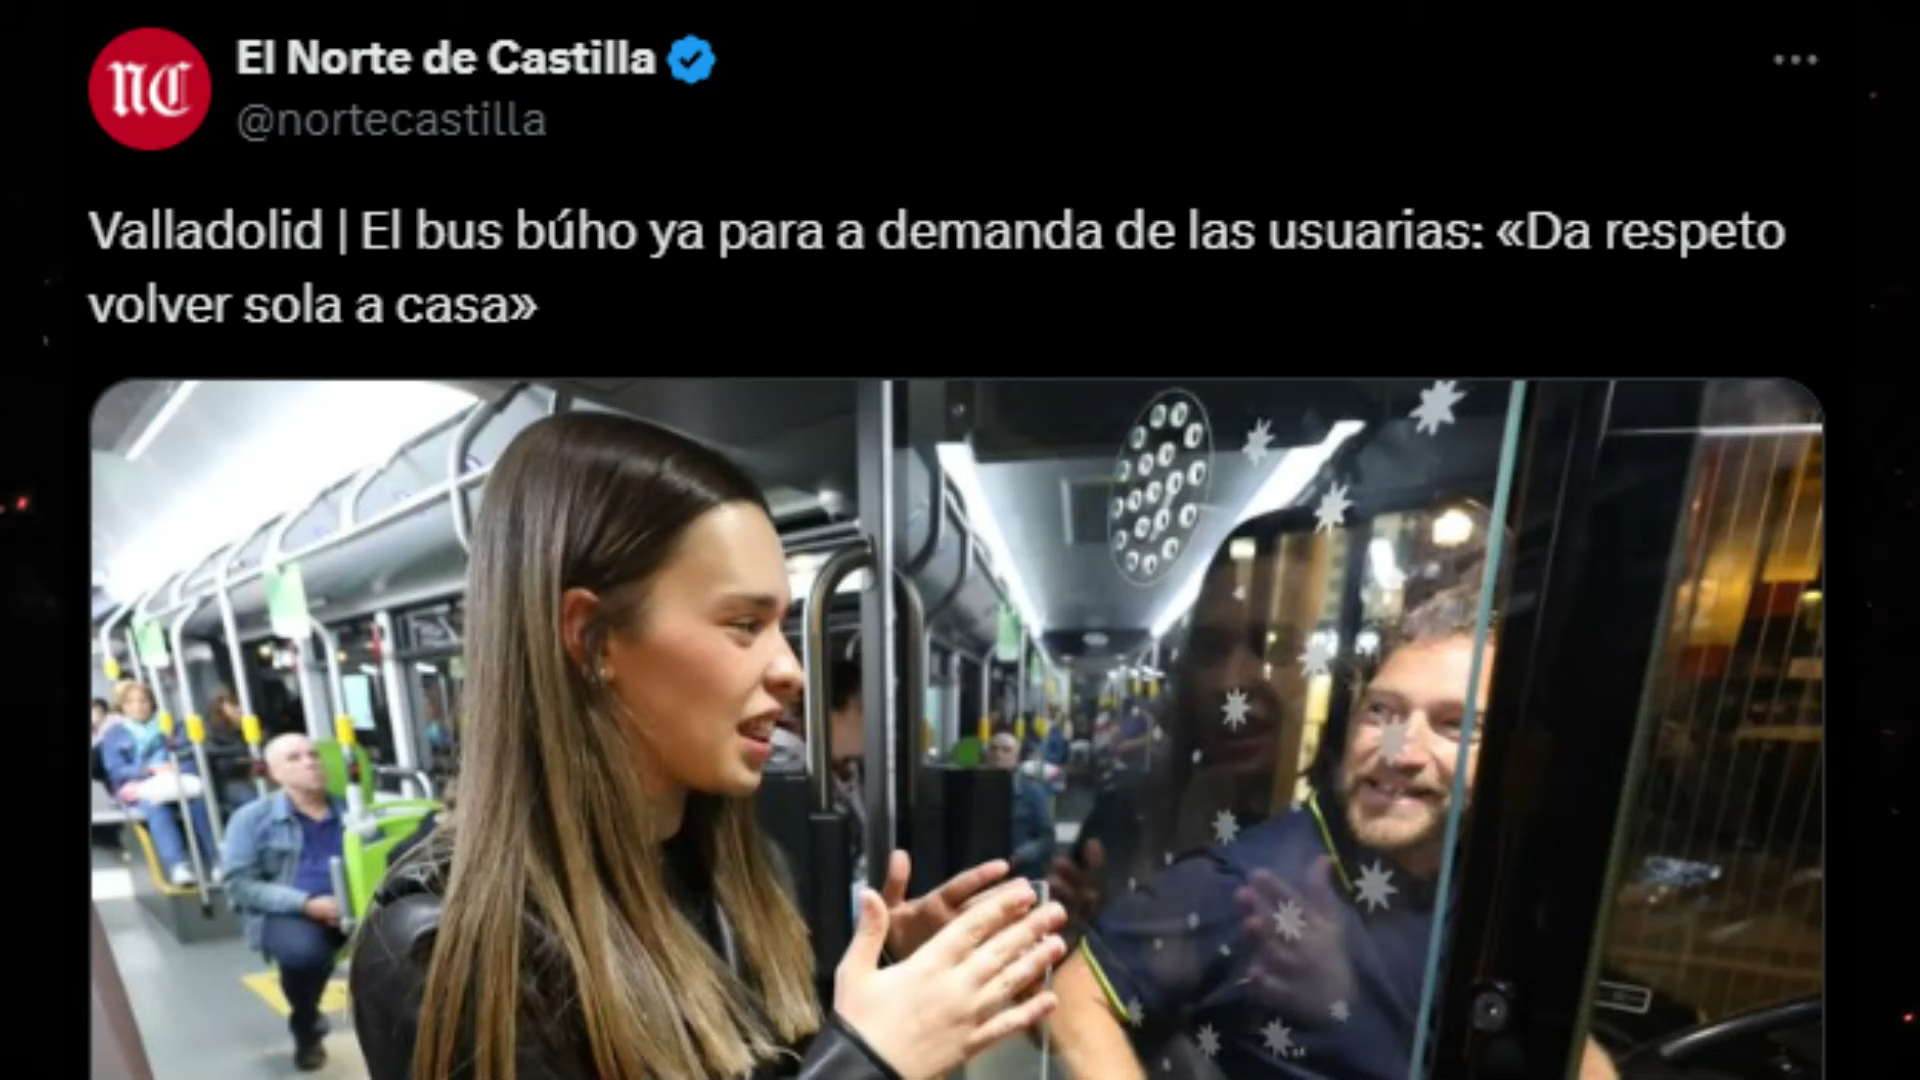 NC
El Norte de Castilla
@nortecastilla
Valladolid | El bus búho ya para a demanda de las usuarias: «Da respeto
volver sola a casa»